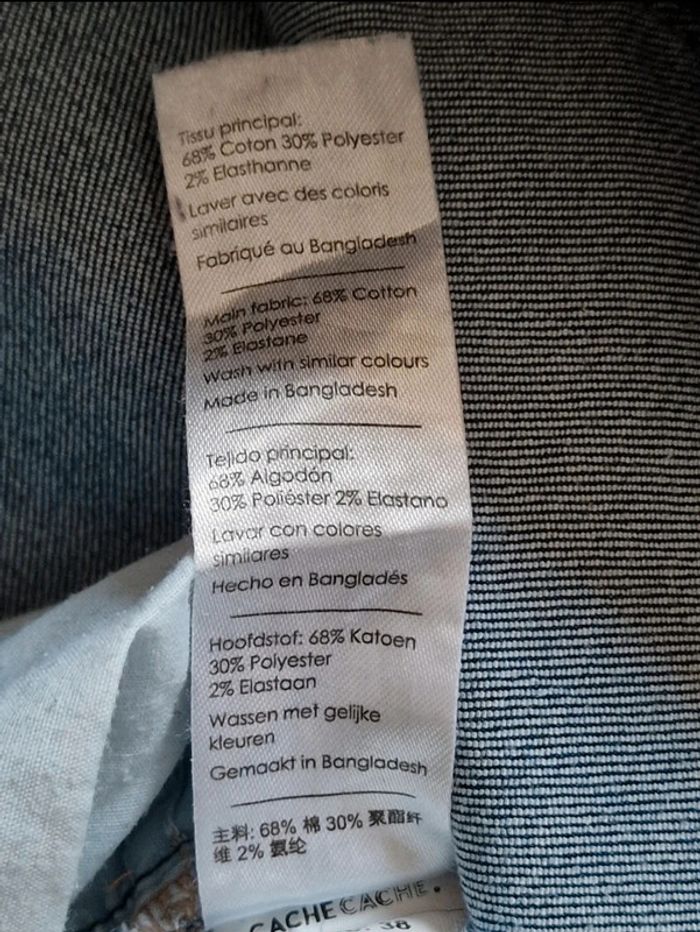 Tissu principal:
68% Coton 30% Polyester
2% Elasthanne
Laver avec des coloris
similaires
Fabriqué au Bangladesh
Main fabric: 68% Cotton
30% Polyester
2% Elastane
Wash with similar colours
Made in Bangladesh
Tejido principal:
68% Algodón
30% Poliéster 2% Elastano
Lavar con colores
similares
Hecho en Bangladés
Hoofdstof: 68% Katoen
30% Polyester
2% Elastaan
Wassen met gelijke
kleuren
Gemaakt in Bangladesh
主料: 68% 棉 30% 聚酯纤
维 2% 氨纶
CACHECACHE.
38